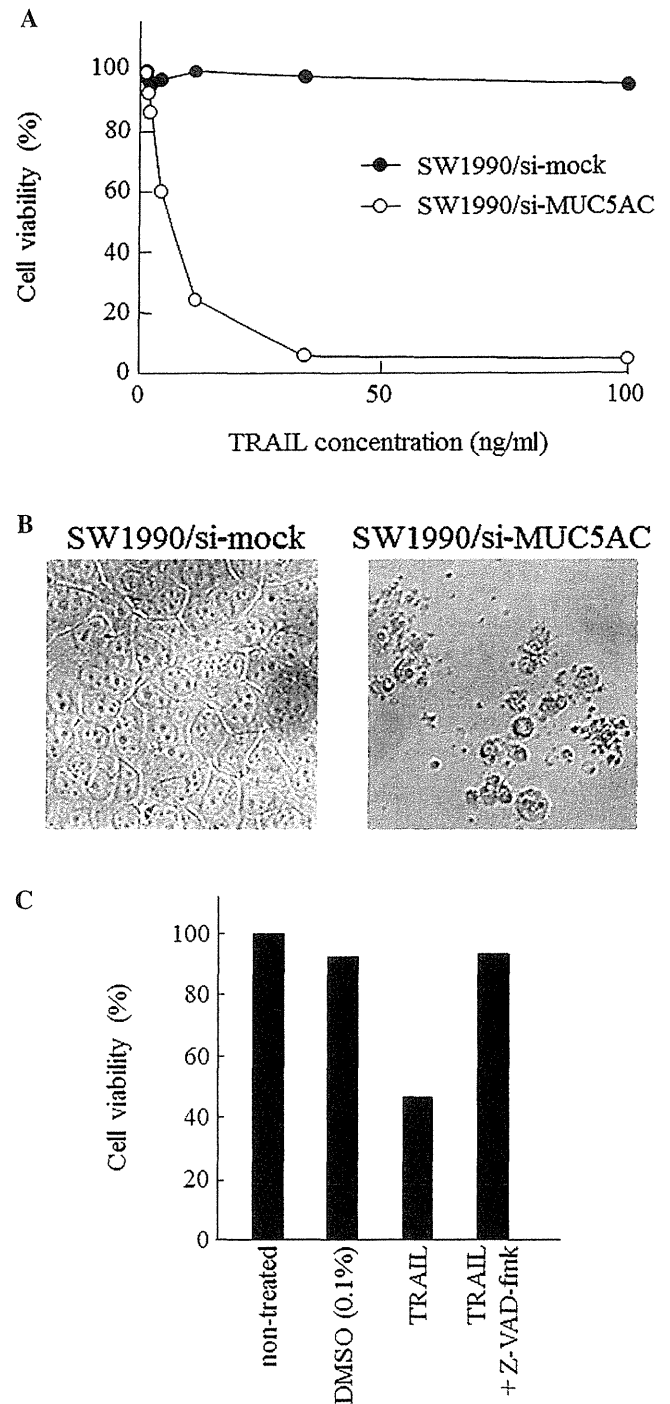 A
100
80
60
40
20
0
Cell viability (%)
SW1990/si-mock
SW1990/si-MUC5AC
0
50
100
TRAIL concentration (ng/ml)
B
SW1990/si-mock
SW1990/si-MUC5AC
C
100
80
60
40
20
0
Cell viability (%)
non-treated
DMSO (0.1%)
TRAIL
TRAIL
+ Z-VAD-fmk